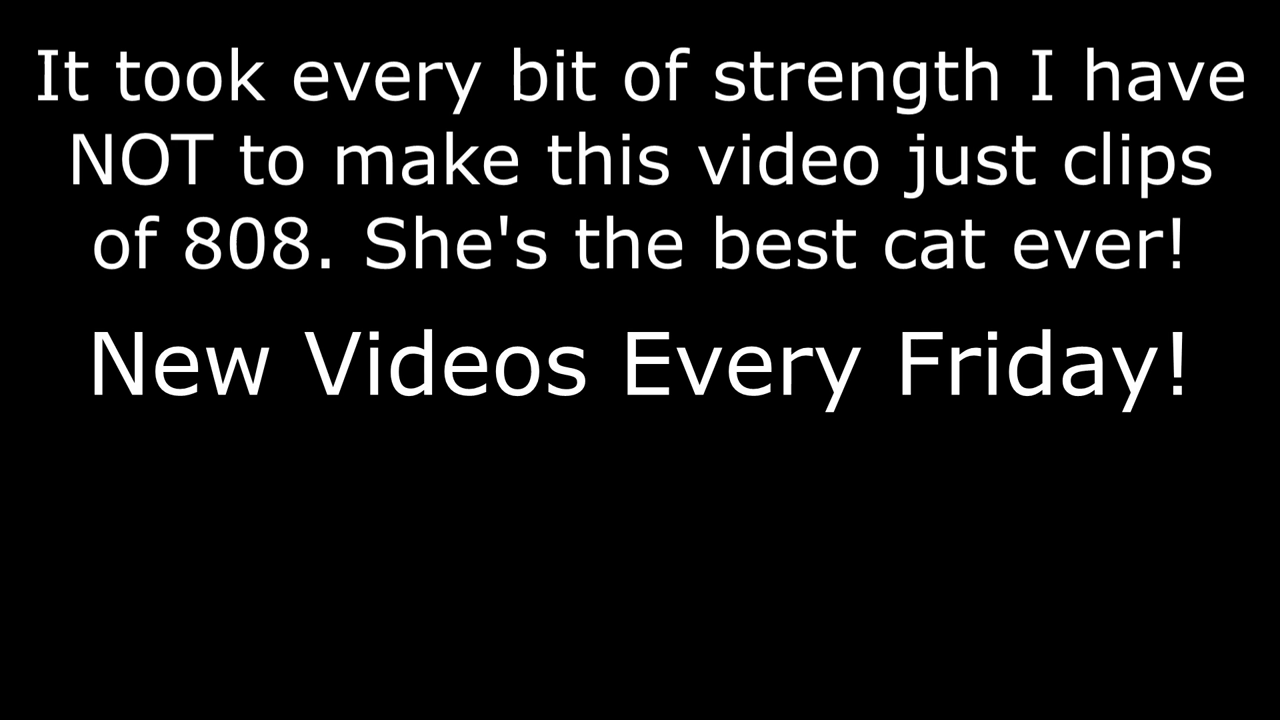 It took every bit of strength I have
NOT to make this video just clips
of 808. She's the best cat ever!
New Videos Every Friday!